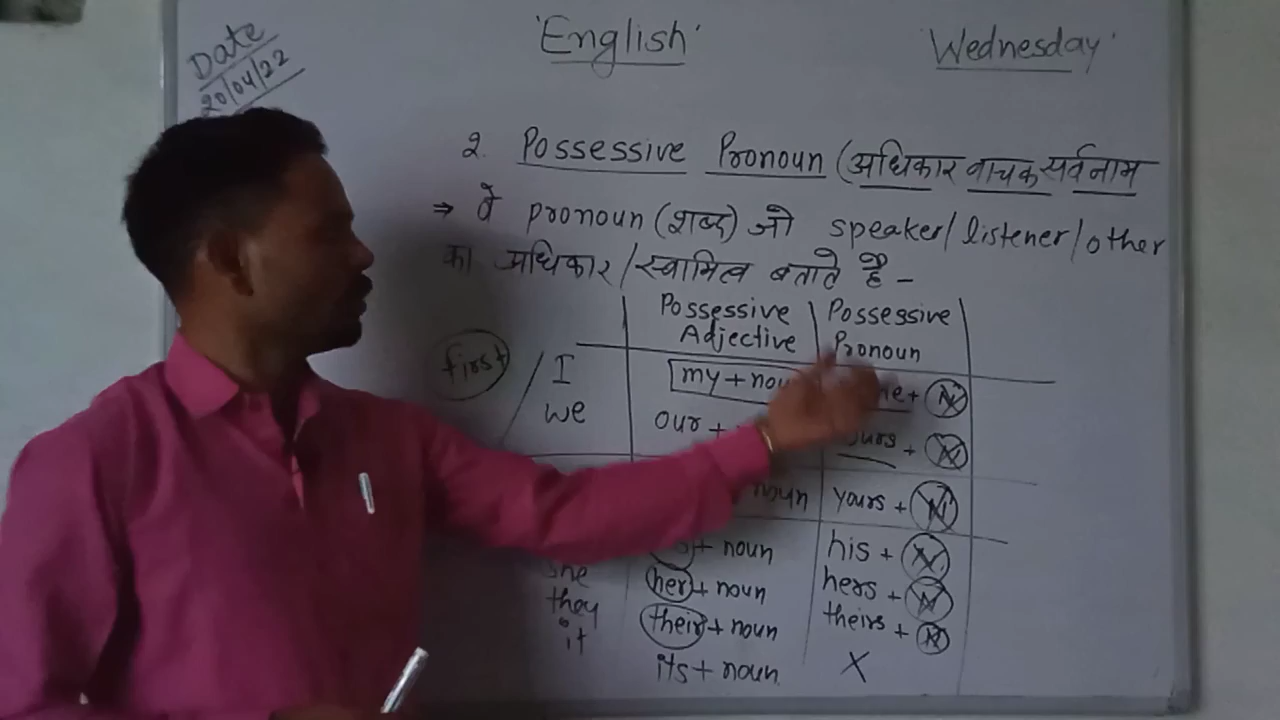 Date
20/04/22
'English'
'Wednesday'
2. Possessive Pronoun (अधिकार वाचक सर्वनाम
⇒ वे pronoun (शब्द) जो speaker/listener/other
का अधिकार/स्वामित्व बताते है -
Possessive Adjective | Possessive Pronoun
first / I | my + nou | ne + N
we | our + | ours + N
noun | yours + N
+ noun | his + N
she | her + noun | hers + N
they | their + noun | theirs + N
it | its + noun | X